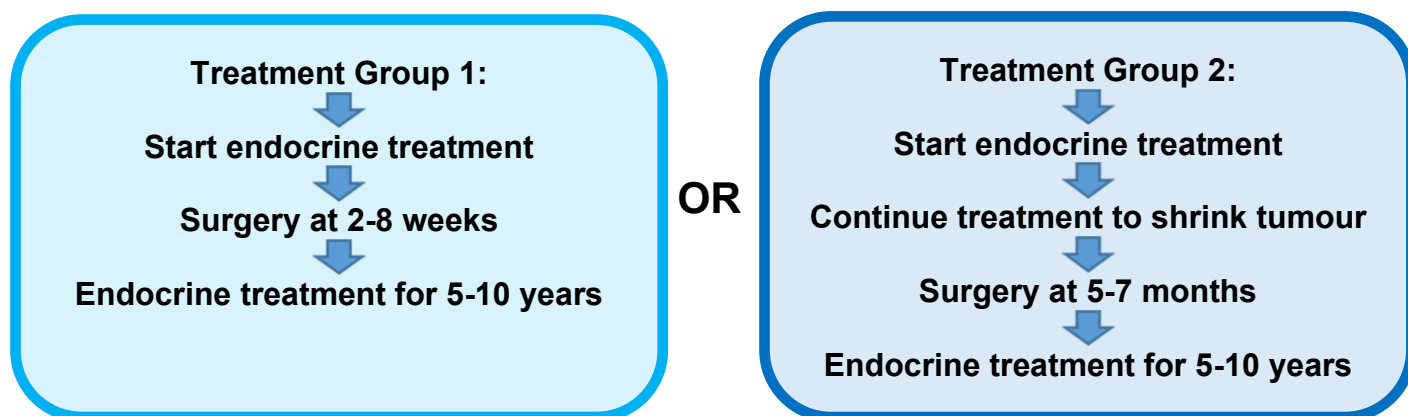 Treatment Group 1:
Start endocrine treatment
Surgery at 2-8 weeks
Endocrine treatment for 5-10 years
OR
Treatment Group 2:
Start endocrine treatment
Continue treatment to shrink tumour
Surgery at 5-7 months
Endocrine treatment for 5-10 years